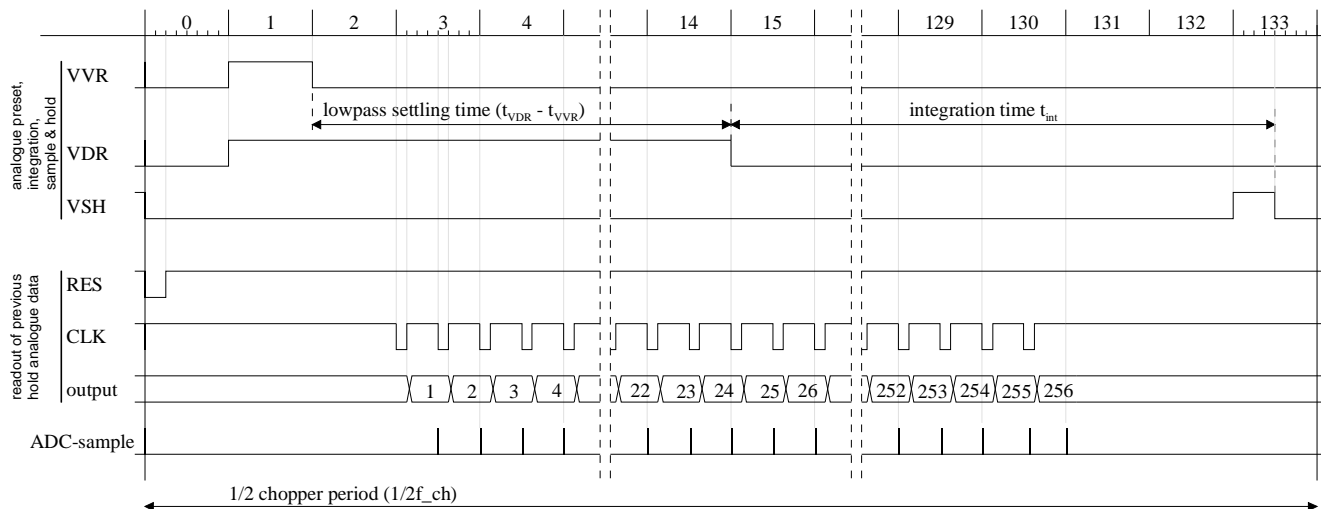 0 1 2 3 4 14 15 129 130 131 132 133
analogue preset,
integration,
sample & hold
VVR
lowpass settling time (tVDR - tVVR)
integration time tint
VDR
VSH
readout of previous
hold analogue data
RES
CLK
output
1 2 3 4 22 23 24 25 26 252 253 254 255 256
ADC-sample
1/2 chopper period (1/2f_ch)